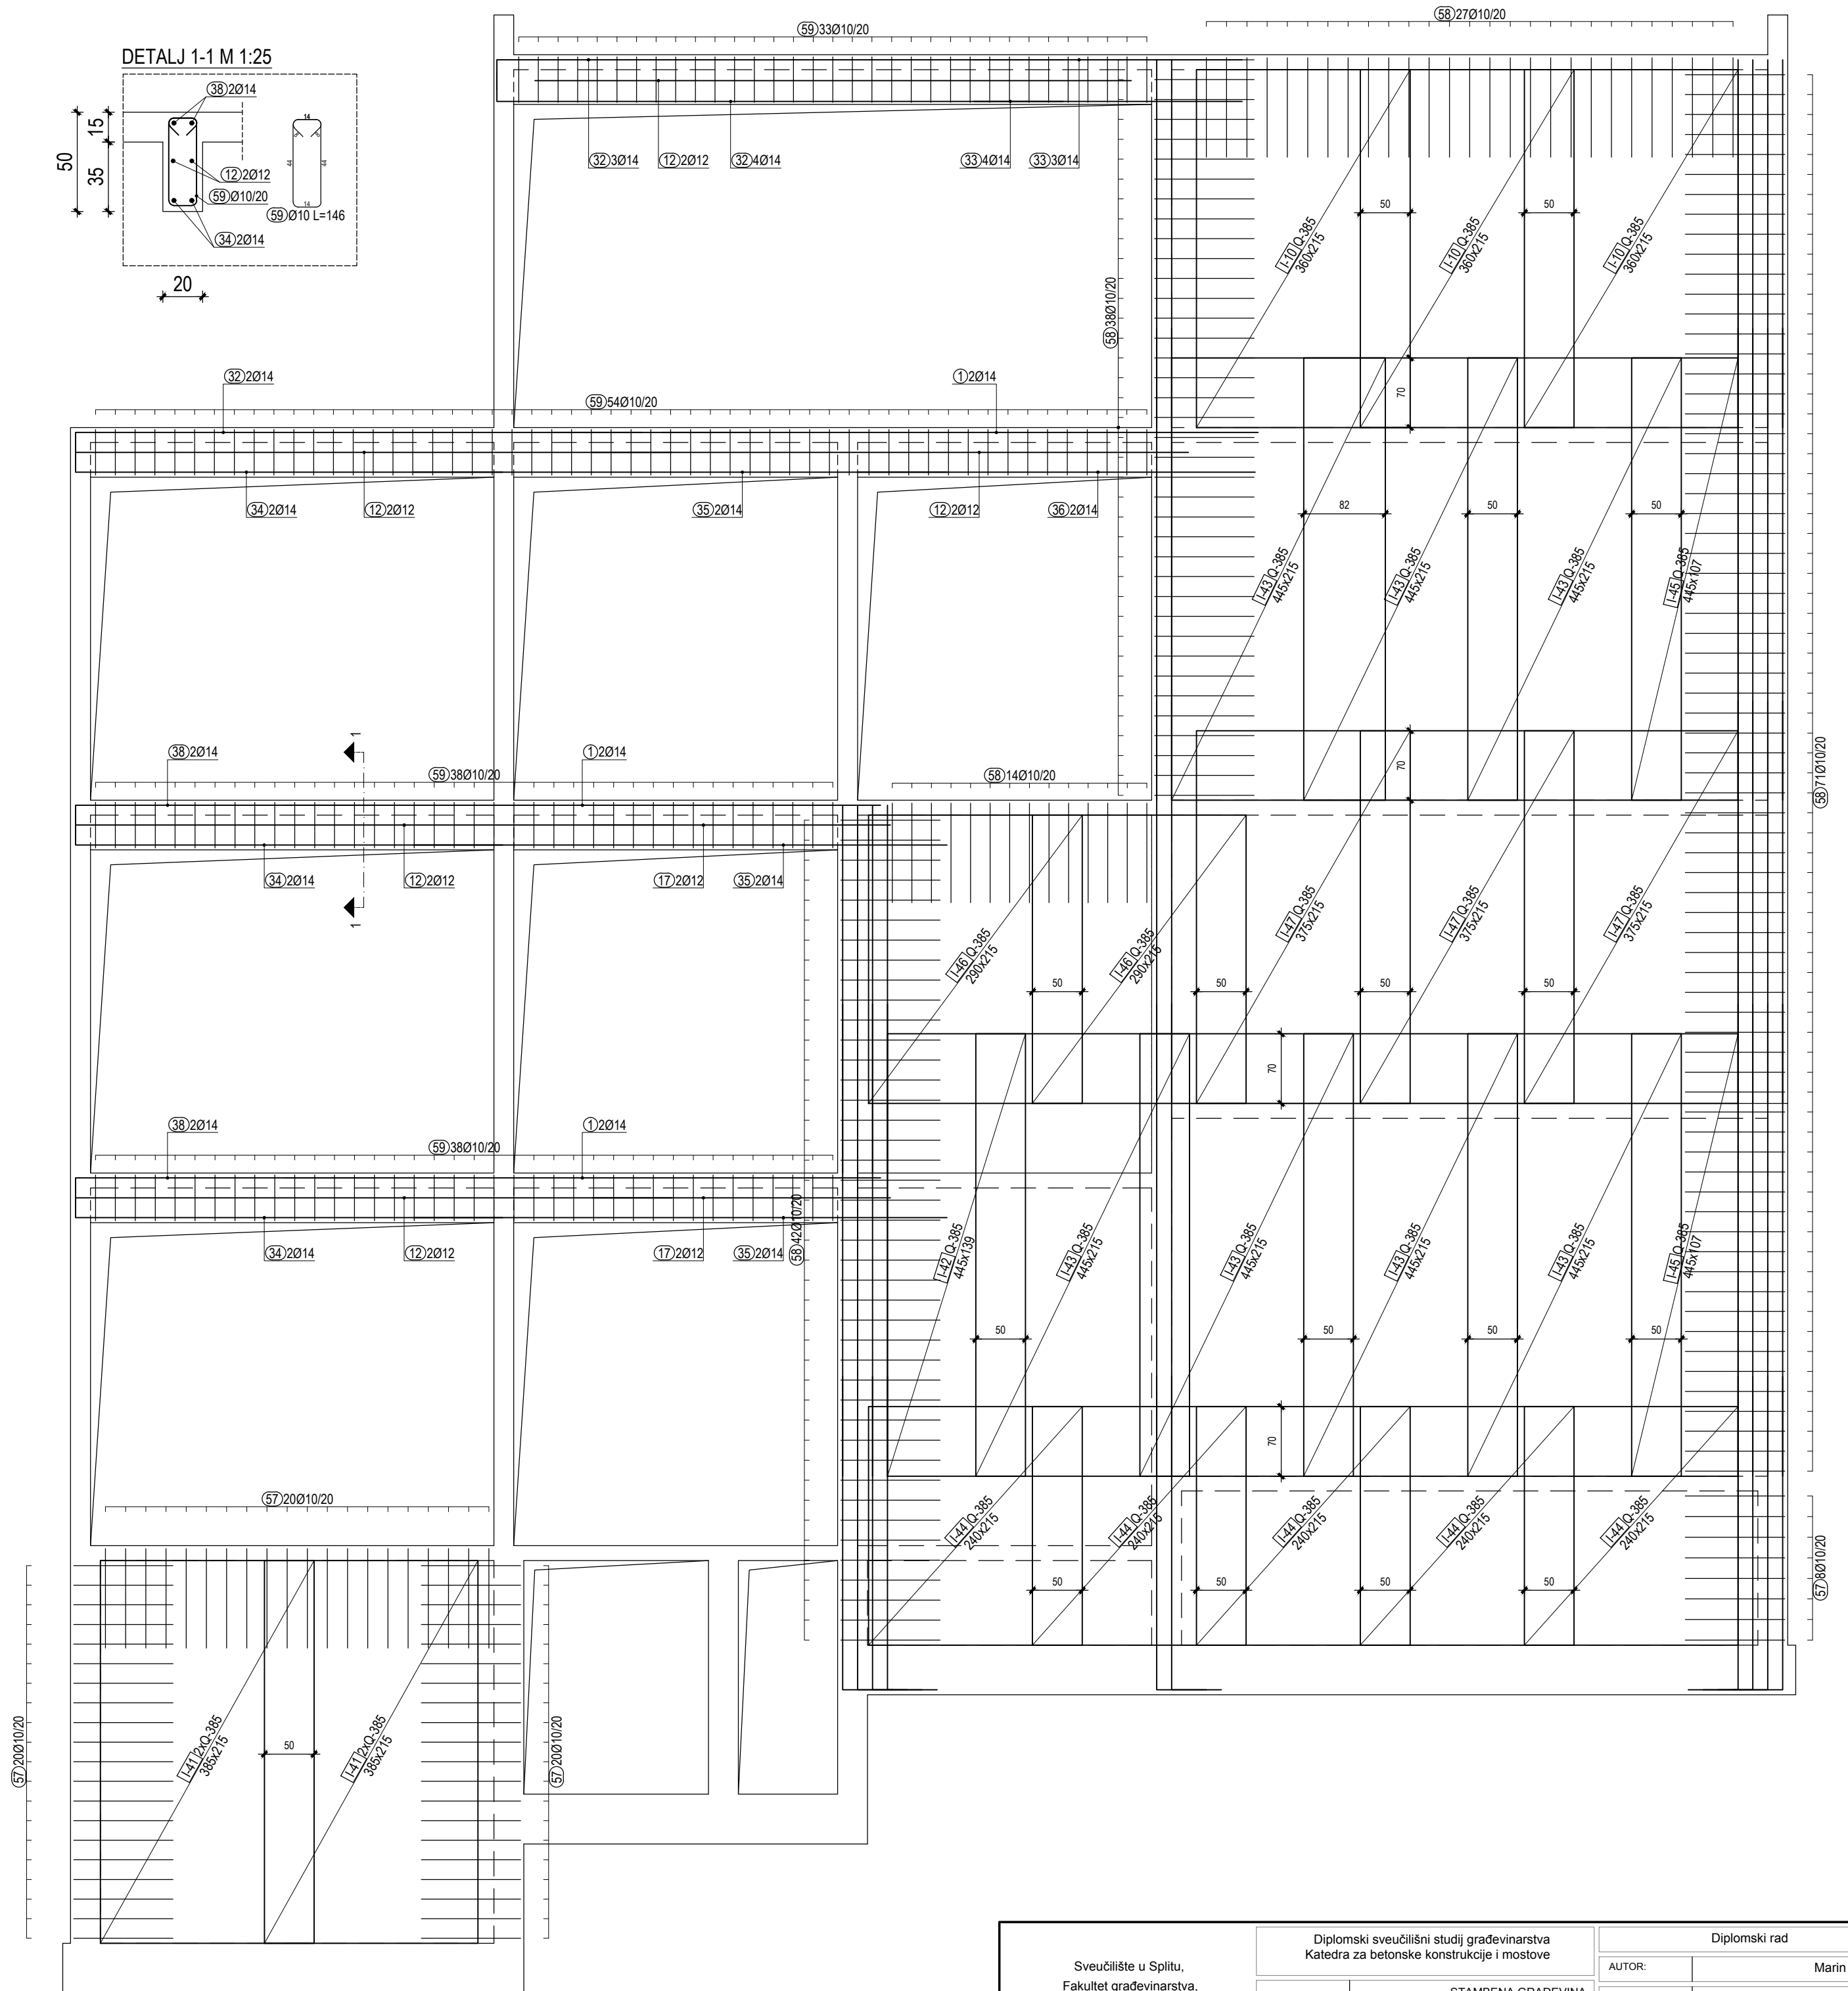 DETALJ 1-1 M 1:25
38 2Ø14
14
15
50
35
44
44
12 2Ø12
59 Ø10/20
14
59 Ø10 L=146
34 2Ø14
20
59 33Ø10/20
58 27Ø10/20
32 3Ø14
12 2Ø12
32 4Ø14
33 4Ø14
33 3Ø14
50
50
I-10 Q-385
360x215
I-10 Q-385
360x215
I-10 Q-385
360x215
58 38Ø10/20
32 2Ø14
1 2Ø14
59 54Ø10/20
70
34 2Ø14
12 2Ø12
35 2Ø14
12 2Ø12
36 2Ø14
82
50
50
I-43 Q-385
445x215
I-43 Q-385
445x215
I-43 Q-385
445x215
I-45 Q-385
445x107
38 2Ø14
1
1 2Ø14
59 38Ø10/20
58 14Ø10/20
70
58 71Ø10/20
34 2Ø14
12 2Ø12
17 2Ø12
35 2Ø14
1
I-46 Q-385
290x215
I-46 Q-385
290x215
I-47 Q-385
375x215
I-47 Q-385
375x215
I-47 Q-385
375x215
50
50
50
50
70
38 2Ø14
1 2Ø14
59 38Ø10/20
58 42Ø10/20
34 2Ø14
12 2Ø12
17 2Ø12
35 2Ø14
I-42 Q-385
445x139
I-43 Q-385
445x215
I-43 Q-385
445x215
I-43 Q-385
445x215
I-43 Q-385
445x215
I-45 Q-385
445x107
50
50
50
50
70
57 20Ø10/20
I-44 Q-385
240x215
I-44 Q-385
240x215
I-44 Q-385
240x215
I-44 Q-385
240x215
I-44 Q-385
240x215
50
50
50
50
57 8Ø10/20
57 20Ø10/20
I-41 2xQ-385
385x215
50
I-41 2xQ-385
385x215
57 20Ø10/20
Sveučilište u Splitu,
Fakultet građevinarstva,
Diplomski sveučilišni studij građevinarstva
Katedra za betonske konstrukcije i mostove
STAMBENA GRAĐEVINA
Diplomski rad
AUTOR:
Marin